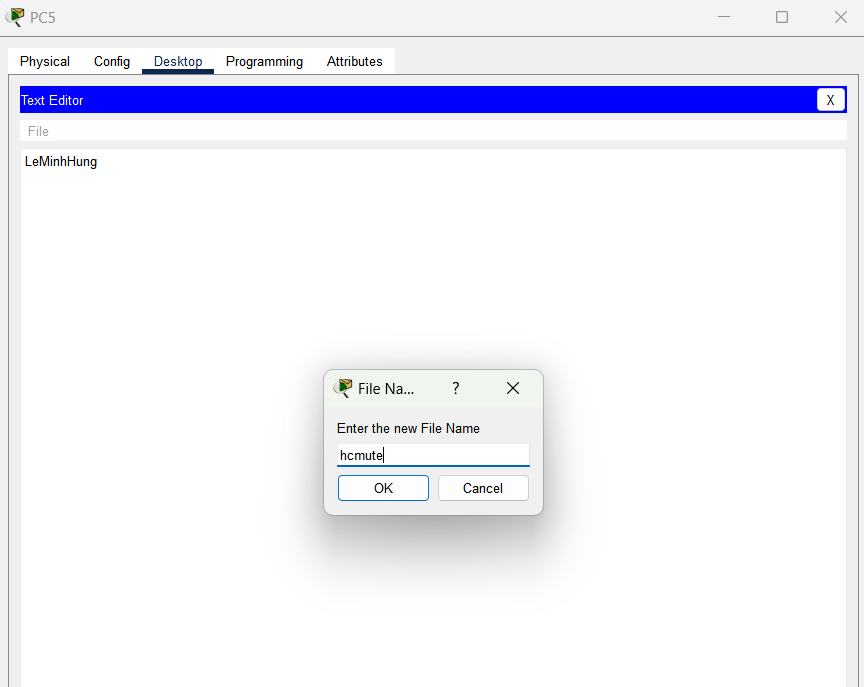 PC5
Physical Config Desktop Programming Attributes
Text Editor X
File
LeMinhHung
File Na... ?
Enter the new File Name
hcmute
OK Cancel